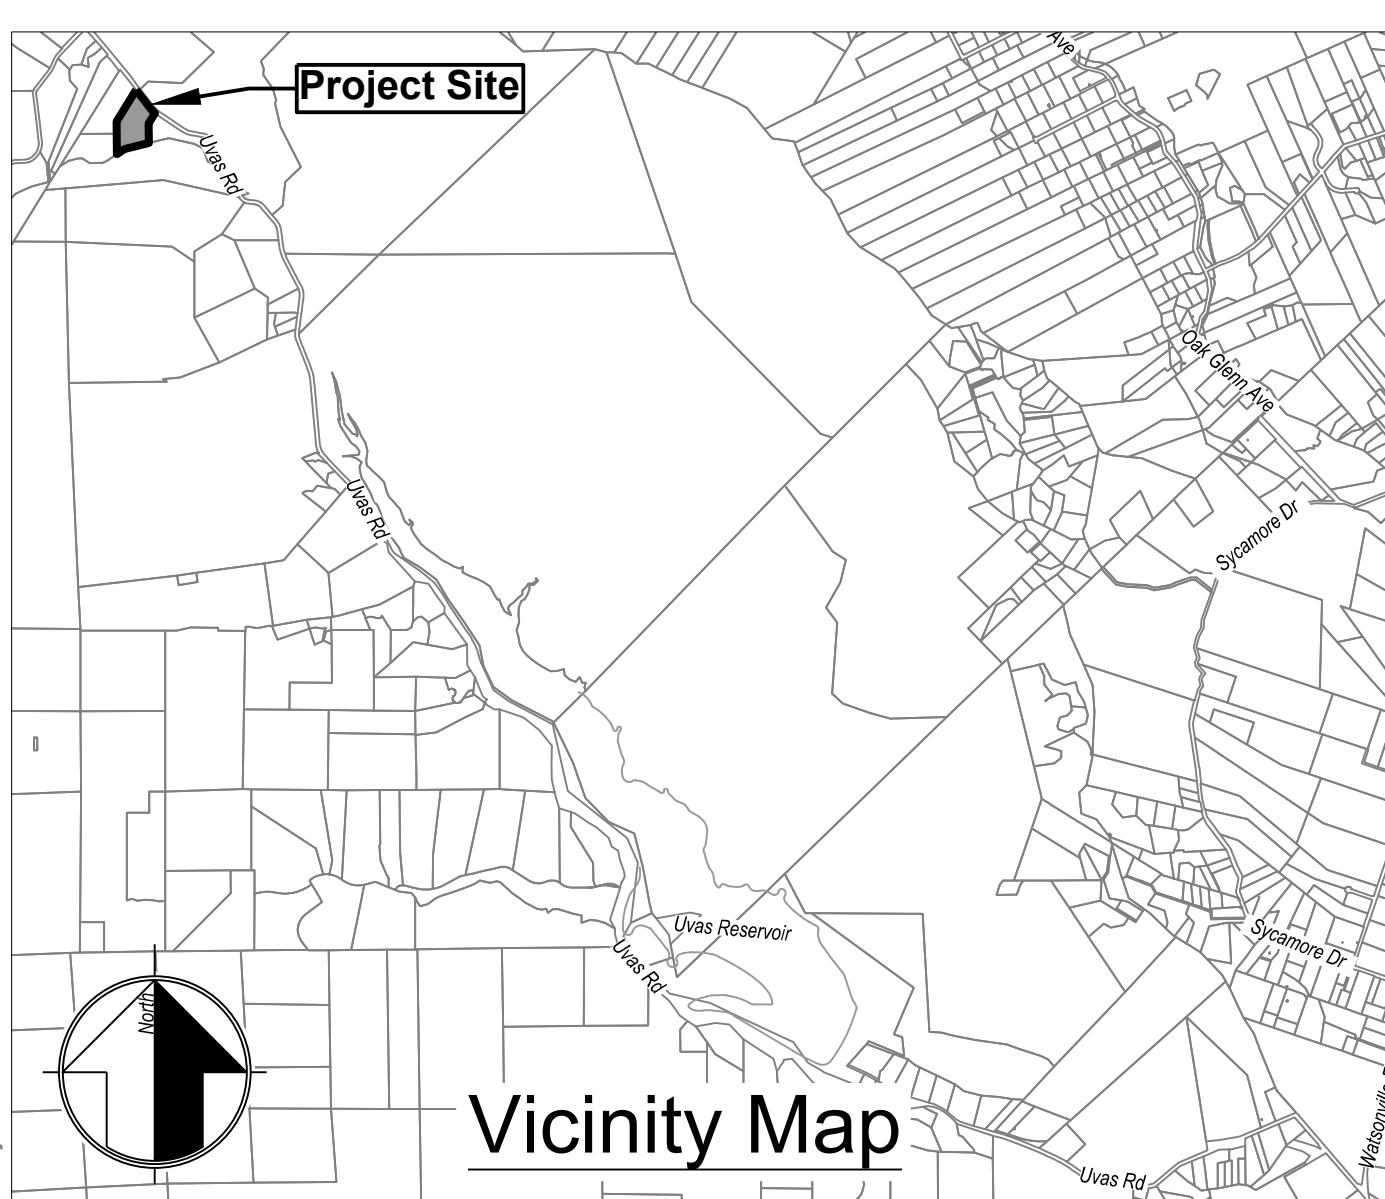 Ave
Project Site
Uvas Rd
Oak Glenn Ave
Uvas Rd
Sycamore Dr
Uvas Reservoir
Sycamore Dr
Uvas Rd
North
Vicinity Map
Watsonville
Uvas Rd